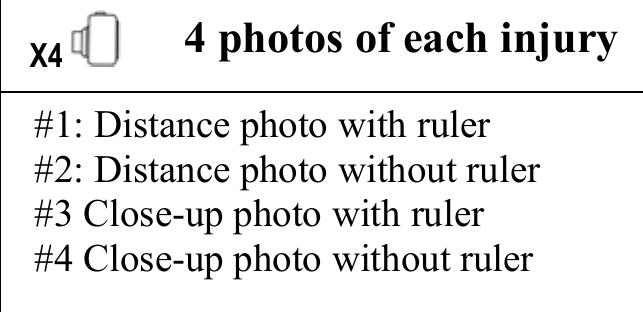 X4 4 photos of each injury
#1: Distance photo with ruler
#2: Distance photo without ruler
#3 Close-up photo with ruler
#4 Close-up photo without ruler